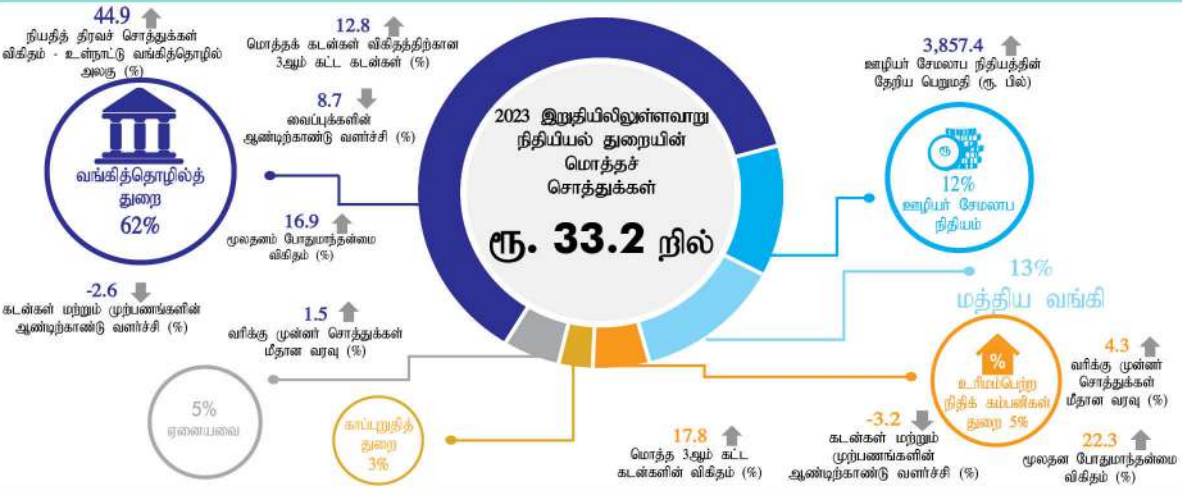 44.9
நியதித் திரவச் சொத்துக்கள்
விகிதம் - உள்நாட்டு வங்கித்தொழில்
அலகு (%)
12.8
மொத்தக் கடன்கள் விகிதத்திற்கான
3ஆம் கட்ட கடன்கள் (%)
8.7
வைப்புக்களின்
ஆண்டிற்காண்டு வளர்ச்சி (%)
வங்கித்தொழில்த்
துறை
62%
16.9
மூலதனம் போதுமாந்தன்மை
விகிதம் (%)
-2.6
கடன்கள் மற்றும் முற்பணங்களின்
ஆண்டிற்காண்டு வளர்ச்சி (%)
1.5
வரிக்கு முன்னர் சொத்துக்கள்
மீதான வரவு (%)
2023 இறுதியிலிலுள்ளவாறு
நிதியியல் துறையின்
மொத்தச்
சொத்துக்கள்
ரூ. 33.2 றில்
3,857.4
ஊழியர் சேமலாப நிதியத்தின்
தேறிய பெறுமதி (ரூ. பில்)
ரூ
12%
ஊழியர் சேமலாப
நிதியம்
13%
மத்திய வங்கி
%
உரிமம்பெற்ற
நிதிக் கம்பனிகள்
துறை 5%
4.3
வரிக்கு முன்னர்
சொத்துக்கள்
மீதான வரவு (%)
5%
ஏனையவை
காப்புறுதித்
துறை
3%
17.8
மொத்த 3ஆம் கட்ட
கடன்களின் விகிதம் (%)
-3.2
கடன்கள் மற்றும்
முற்பணங்களின்
ஆண்டிற்காண்டு வளர்ச்சி (%)
22.3
மூலதன போதுமாந்தன்மை
விகிதம் (%)